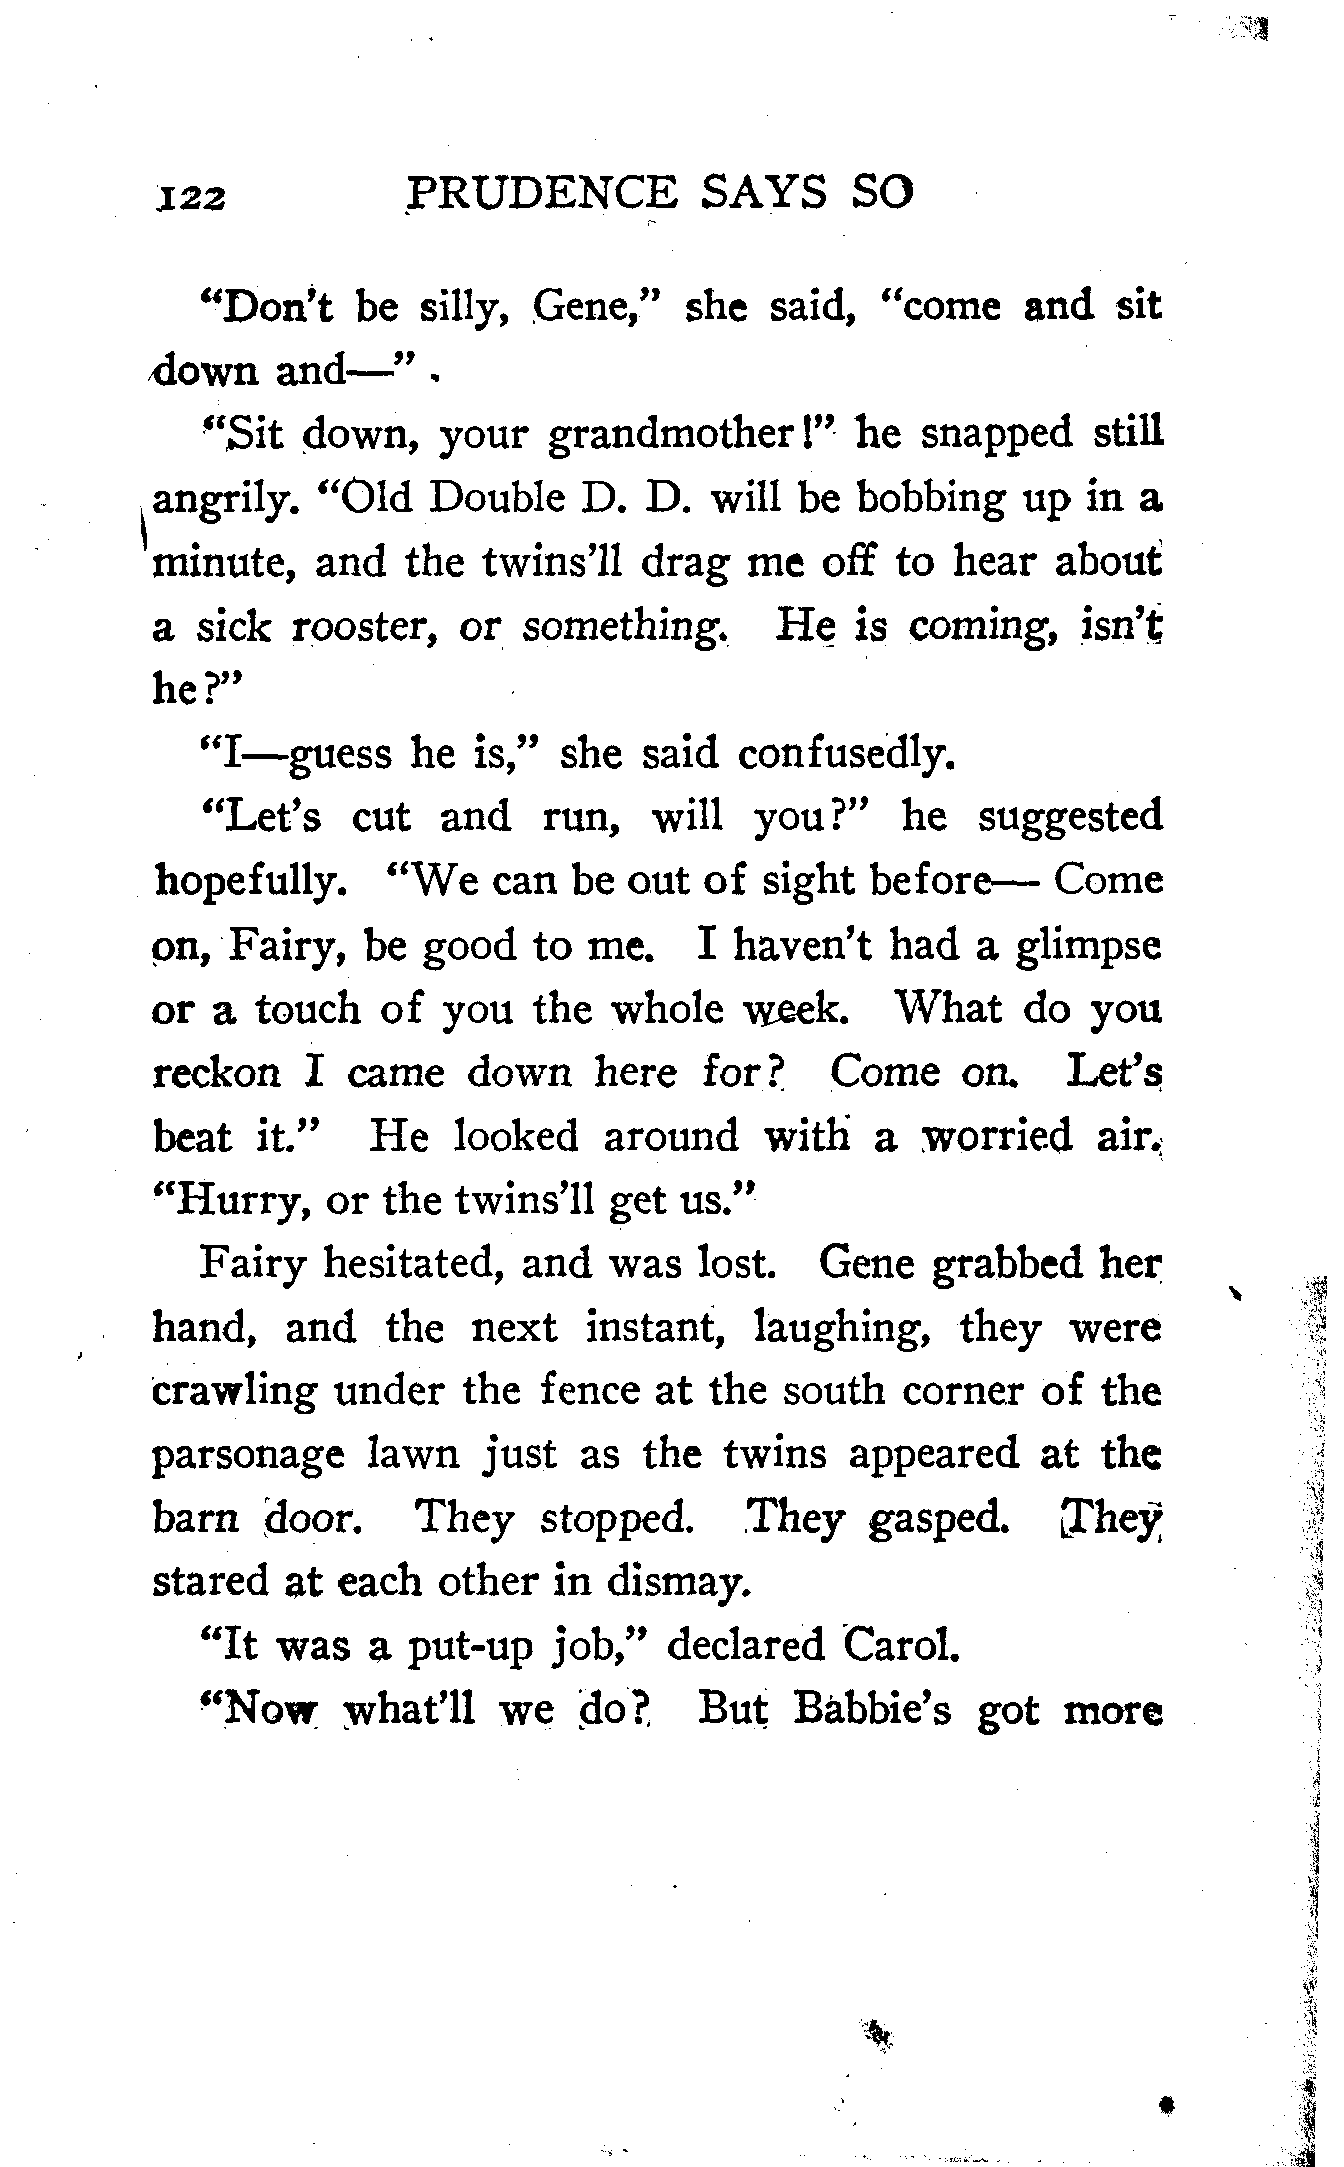 122 PRUDENCE SAYS SO
“Don’t be silly, Gene,” she said, “come and sit
down and—”
“Sit down, your grandmother!” he snapped still
angrily. “Old Double D. D. will be bobbing up in a
minute, and the twins’ll drag me off to hear about
a sick rooster, or something. He is coming, isn’t
he?”
“I—guess he is,” she said confusedly.
“Let’s cut and run, will you?” he suggested
hopefully. “We can be out of sight before— Come
on, Fairy, be good to me. I haven’t had a glimpse
or a touch of you the whole week. What do you
reckon I came down here for? Come on. Let’s
beat it.” He looked around with a worried air.
“Hurry, or the twins’ll get us.”
Fairy hesitated, and was lost. Gene grabbed her
hand, and the next instant, laughing, they were
crawling under the fence at the south corner of the
parsonage lawn just as the twins appeared at the
barn door. They stopped. They gasped. They
stared at each other in dismay.
“It was a put-up job,” declared Carol.
“Now what’ll we do? But Babbie’s got more